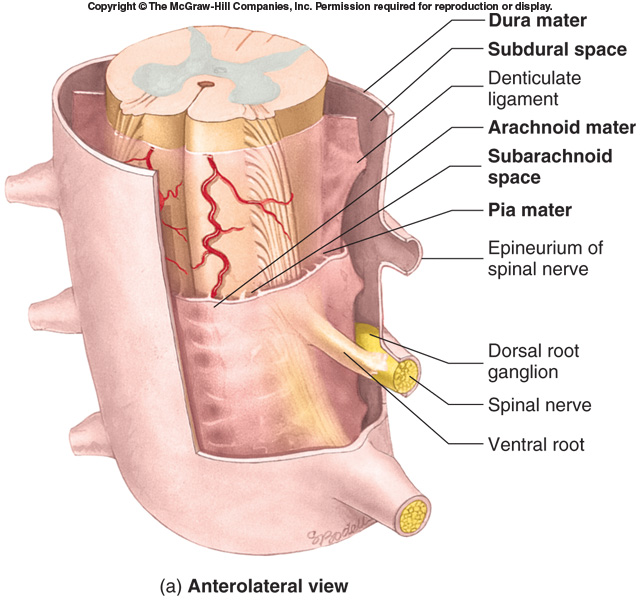 Copyright © The McGraw-Hill Companies, Inc. Permission required for reproduction or display.
Dura mater
Subdural space
Denticulate
ligament
Arachnoid mater
Subarachnoid
space
Pia mater
Epineurium of
spinal nerve
Dorsal root
ganglion
Spinal nerve
Ventral root
(a) Anterolateral view